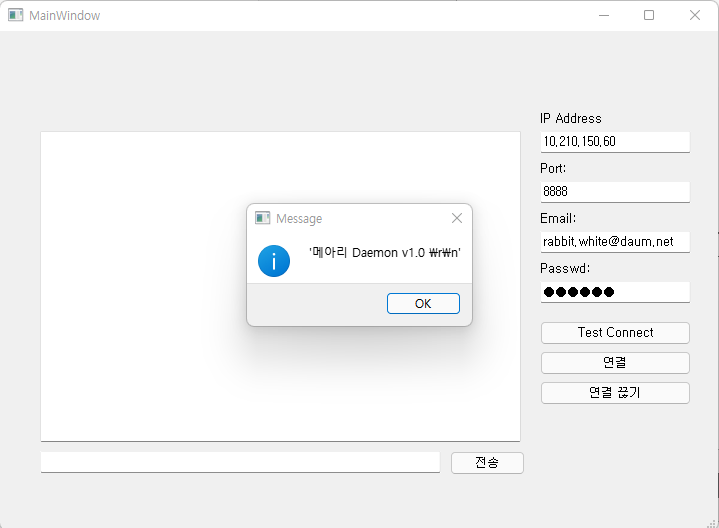 MainWindow
IP Address
10.210.150.60
Port:
8888
Email:
rabbit.white@daum.net
Passwd:
●●●●●●
Message
'메아리 Daemon v1.0 ₩r₩n'
OK
Test Connect
연결
연결 끊기
전송